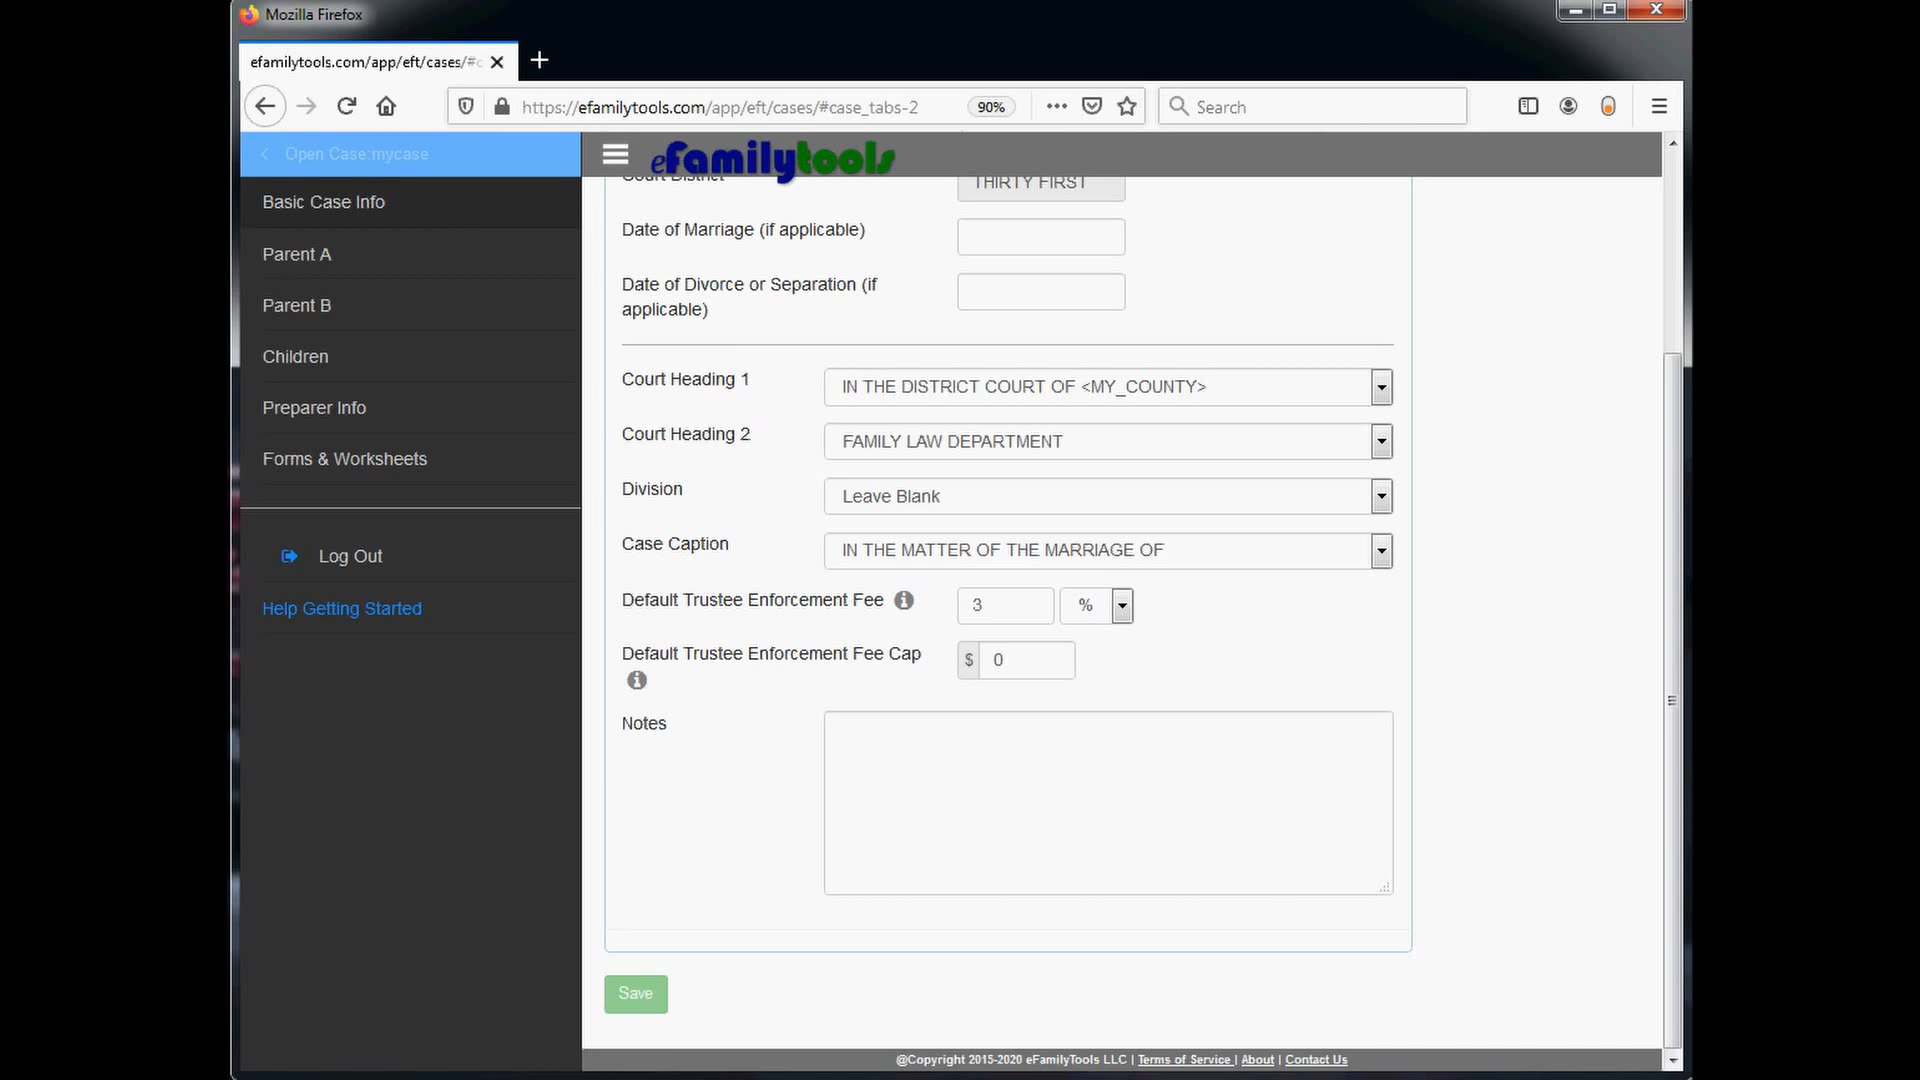 Mozilla Firefox
efamilytools.com/app/eft/cases/#c
https://efamilytools.com/app/eft/cases/#case_tabs-2
90%
Search
Open Case:mycase
eFamilytools
Basic Case Info
Parent A
Parent B
Children
Preparer Info
Forms & Worksheets
Log Out
Help Getting Started
Court District
THIRTY FIRST
Date of Marriage (if applicable)
Date of Divorce or Separation (if
applicable)
Court Heading 1
IN THE DISTRICT COURT OF <MY_COUNTY>
Court Heading 2
FAMILY LAW DEPARTMENT
Division
Leave Blank
Case Caption
IN THE MATTER OF THE MARRIAGE OF
Default Trustee Enforcement Fee
3
%
Default Trustee Enforcement Fee Cap
$ 0
Notes
Save
@Copyright 2015-2020 eFamilyTools LLC | Terms of Service | About | Contact Us